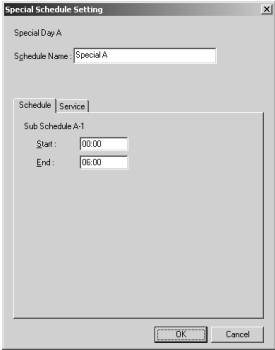 Special Schedule Setting
Special Day A
Schedule Name : Special A
Schedule Service
Sub Schedule A-1
Start : 00:00
End : 06:00
OK Cancel